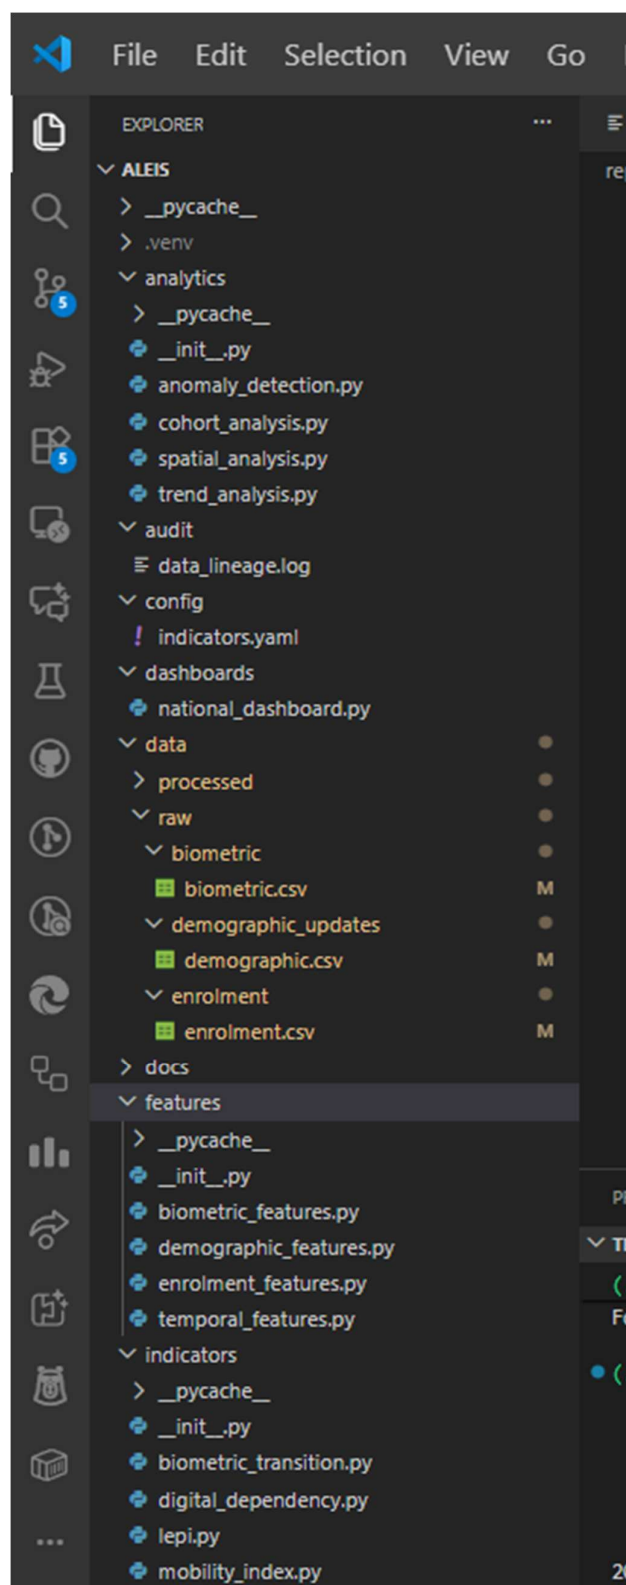 File Edit Selection View Go
EXPLORER ...
ALEIS
__pycache__
.venv
analytics
__pycache__
__init__.py
anomaly_detection.py
cohort_analysis.py
spatial_analysis.py
trend_analysis.py
audit
data_lineage.log
config
! indicators.yaml
dashboards
national_dashboard.py
data
processed
raw
biometric
biometric.csv M
demographic_updates
demographic.csv M
enrolment
enrolment.csv M
docs
features
__pycache__
__init__.py
biometric_features.py
demographic_features.py
enrolment_features.py
temporal_features.py
indicators
__pycache__
__init__.py
biometric_transition.py
digital_dependency.py
lepi.py
mobility_index.py
5
5